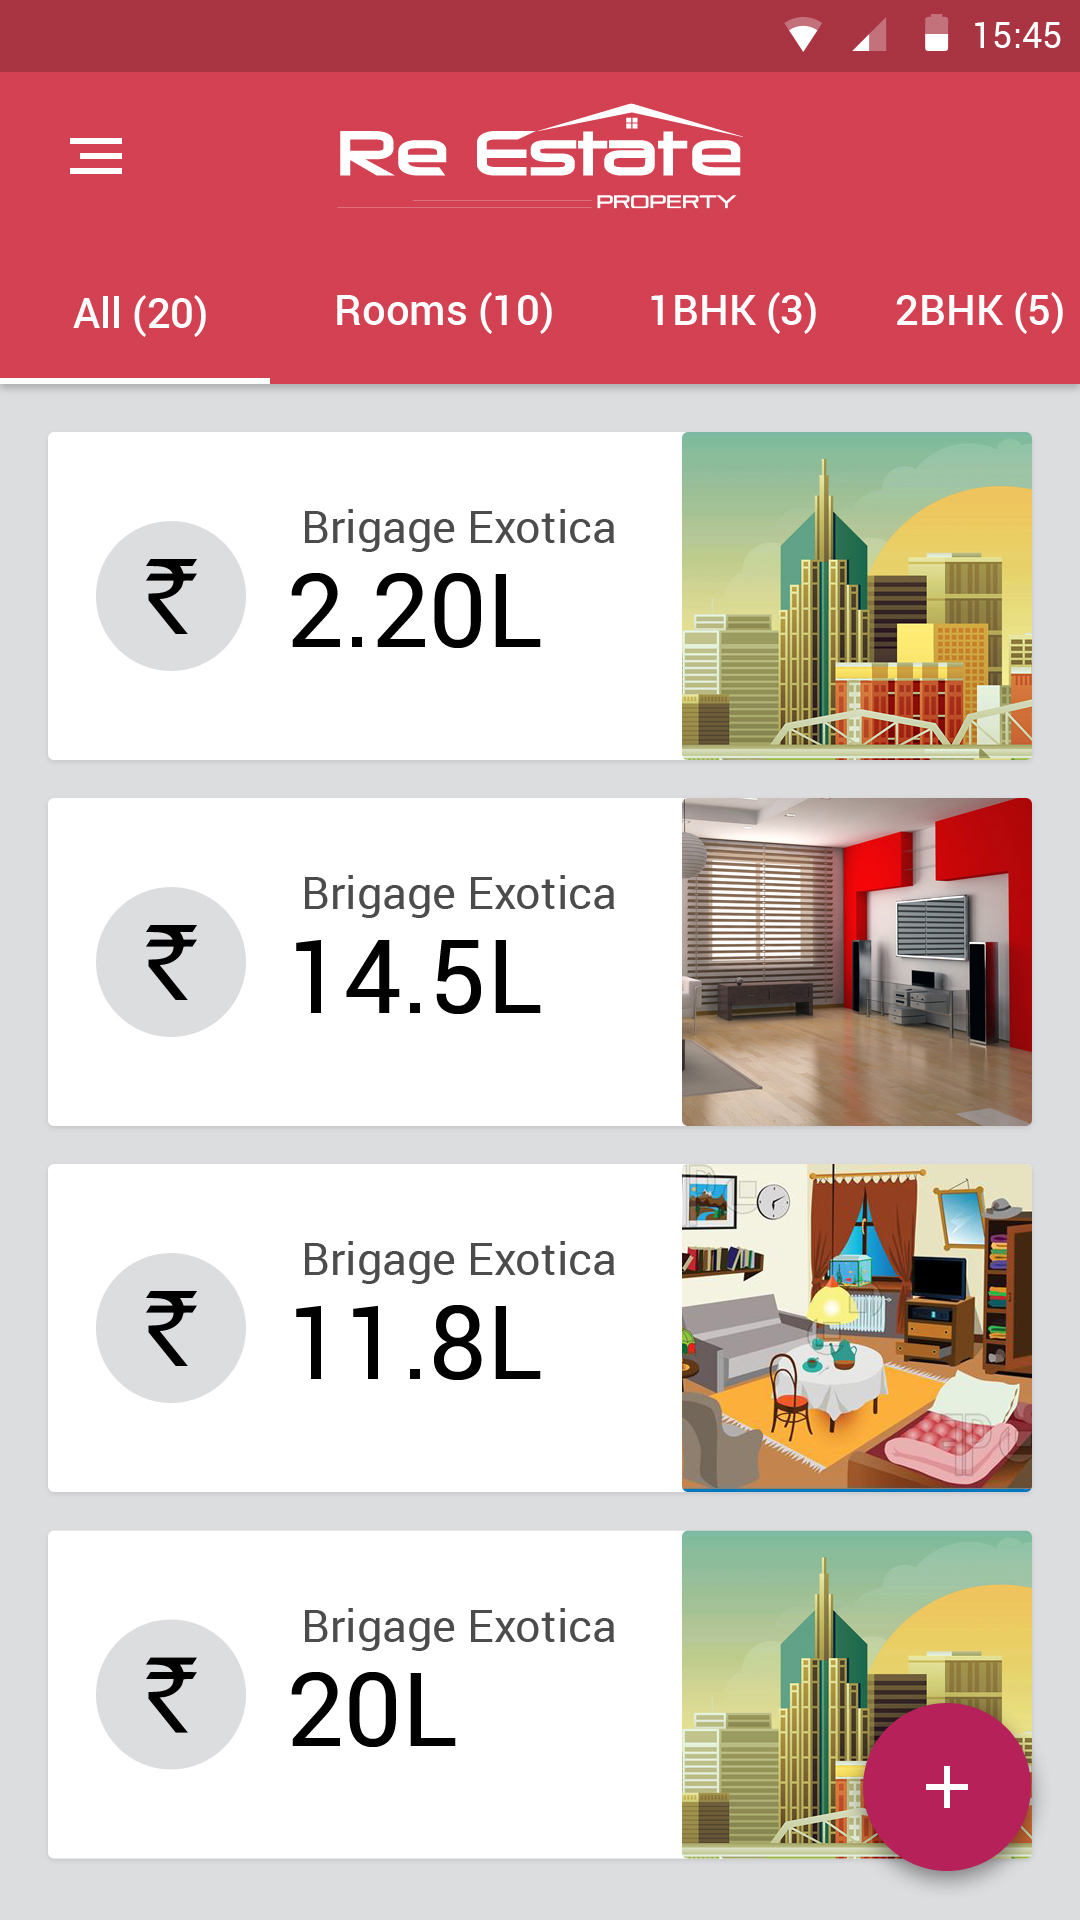 15:45
Re Estate
PROPERTY
All (20) Rooms (10) 1BHK (3) 2BHK (5)
Brigage Exotica
₹ 2.20L
Brigage Exotica
₹ 14.5L
Brigage Exotica
₹ 11.8L
Brigage Exotica
₹ 20L
+